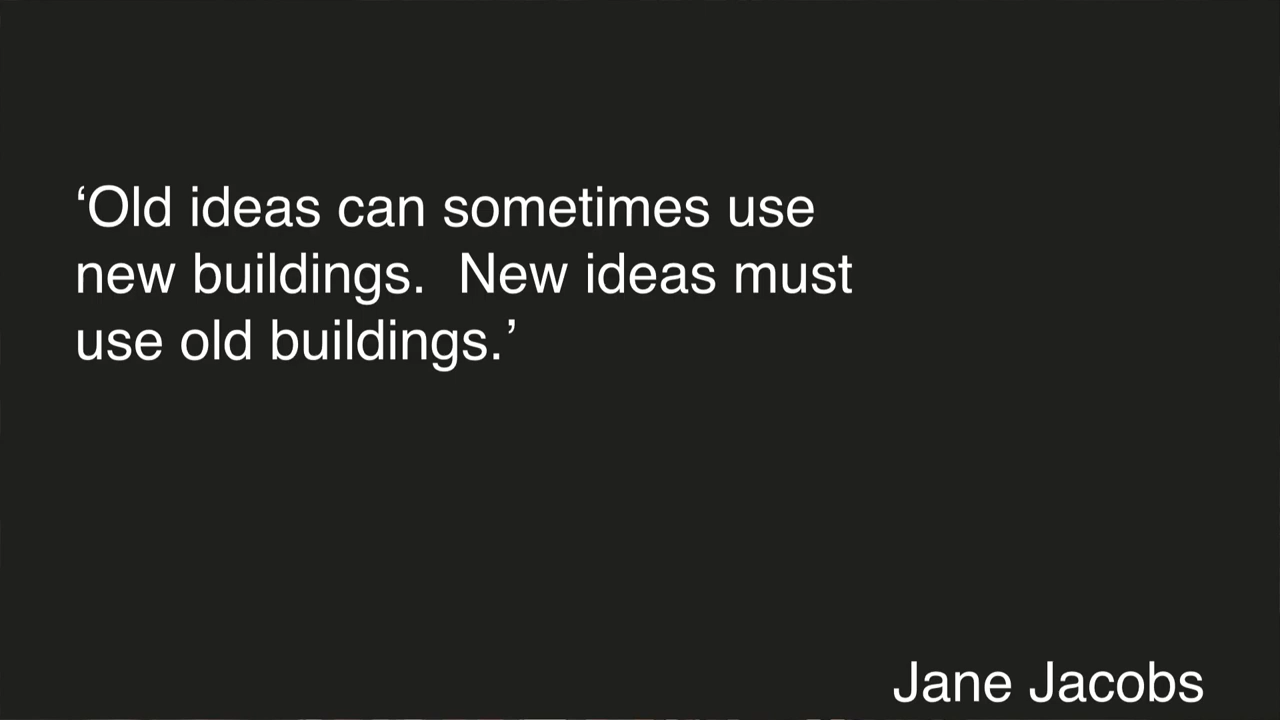 ‘Old ideas can sometimes use
new buildings.  New ideas must
use old buildings.’
Jane Jacobs